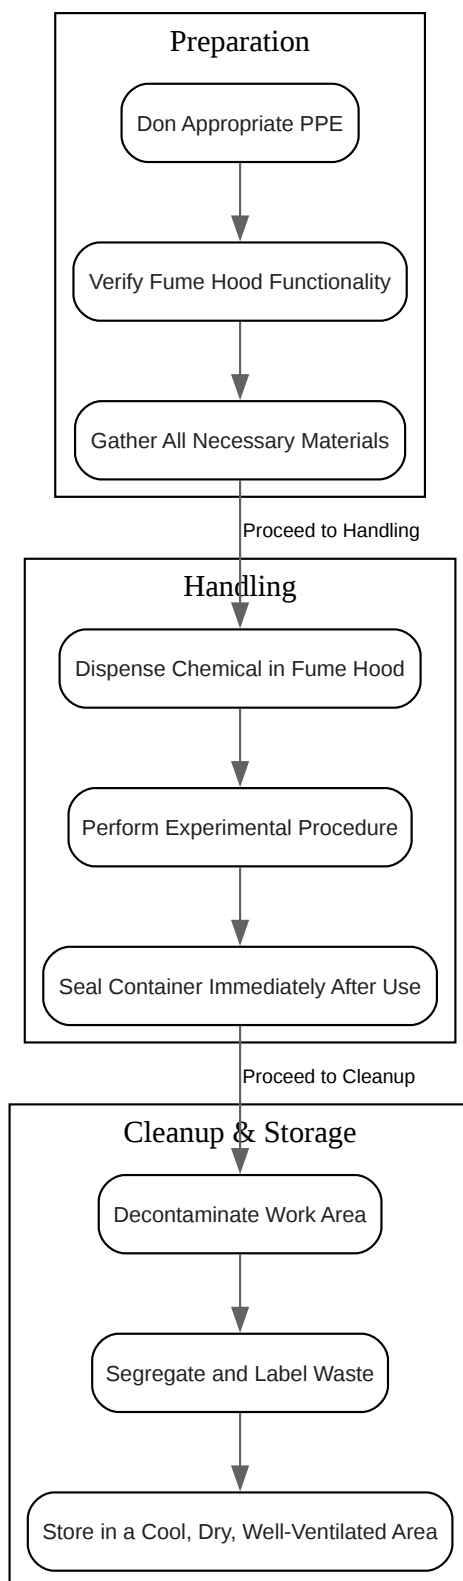 Preparation
Don Appropriate PPE
Verify Fume Hood Functionality
Gather All Necessary Materials
Proceed to Handling
Handling
Dispense Chemical in Fume Hood
Perform Experimental Procedure
Seal Container Immediately After Use
Proceed to Cleanup
Cleanup & Storage
Decontaminate Work Area
Segregate and Label Waste
Store in a Cool, Dry, Well-Ventilated Area